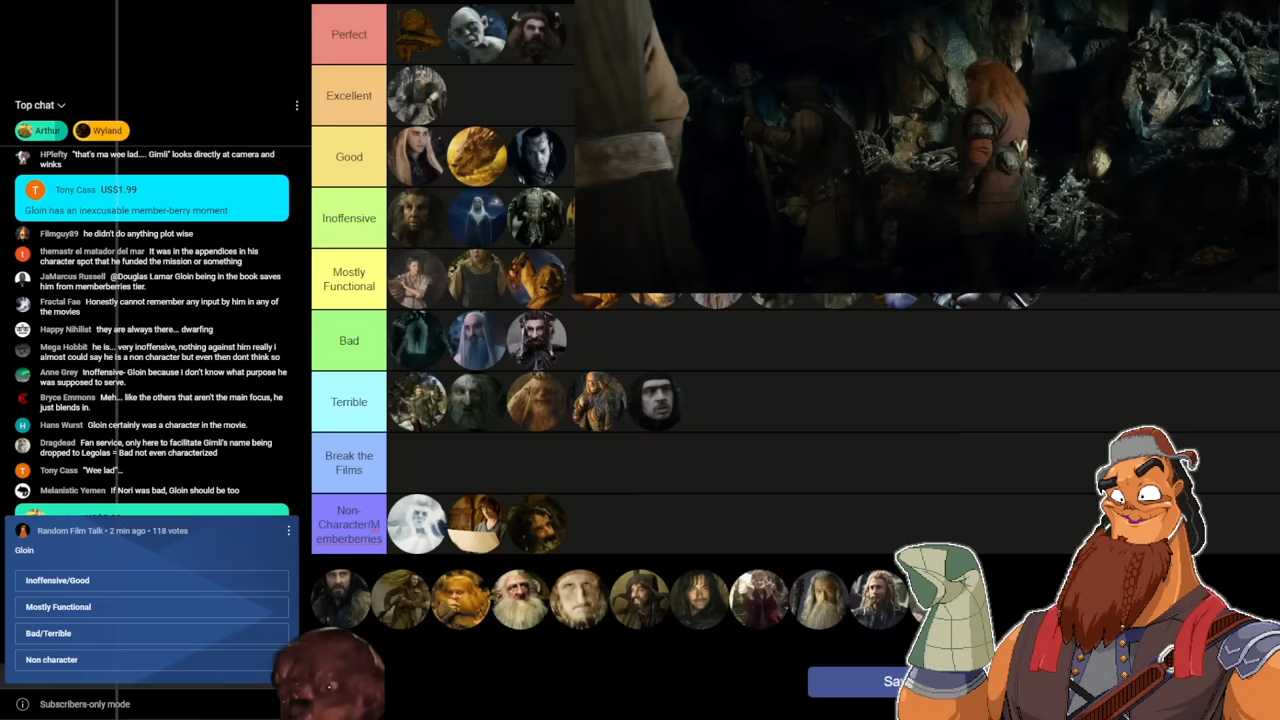 Top chat
Arthur
Wyland
HPlefty "that's ma wee lad.... Gimli" looks directly at camera and
winks
T
Tony Cass US$1.99
Gloin has an inexcusable member-berry moment
Filmguy89 he didn't do anything plot wise
themastr el matador del mar It was in the appendices in his
character spot that he funded the mission or something
JaMarcus Russell @Douglas Lamar Gloin being in the book saves
him from memberberries tier.
Fractal Fae Honestly cannot remember any input by him in any of
the movies
Happy Nihilist they are always there... dwarfing
Mega Hobbit he is... very inoffensive, nothing against him really i
almost could say he is a non character but even then dont think so
Anne Grey Inoffensive- Gloin because I don't know what purpose he
was supposed to serve.
Bryce Emmons Meh... like the others that aren't the main focus, he
just blends in.
H Hans Wurst Gloin certainly was a character in the movie.
Dragdead Fan service, only here to facilitate Gimli's name being
dropped to Legolas = Bad not even characterized
T Tony Cass "Wee lad"..
Melanistic Yemen If Nori was bad, Gloin should be too
Random Film Talk • 2 min ago • 118 votes
Gloin
Inoffensive/Good
Mostly Functional
Bad/Terrible
Non character
Subscribers-only mode
Perfect
Excellent
Good
Inoffensive
Mostly
Functional
Bad
Terrible
Break the
Films
Non-
Character/M
emberberries